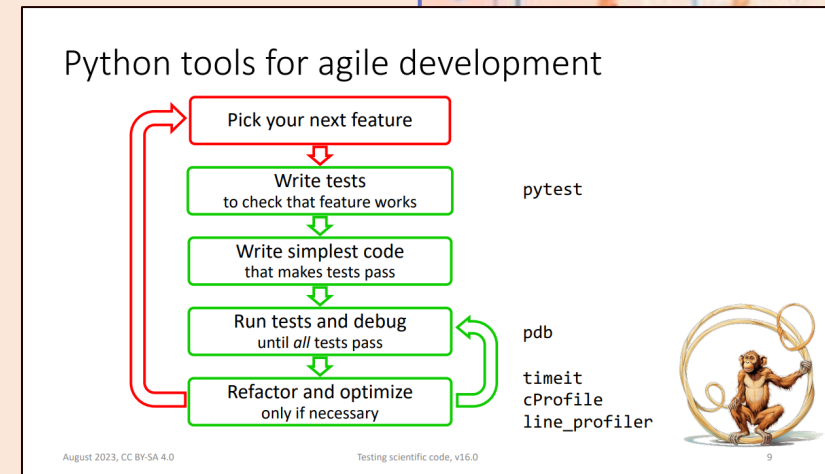 Python tools for agile development
Pick your next feature
Write tests
to check that feature works
pytest
Write simplest code
that makes tests pass
Run tests and debug
until all tests pass
pdb
Refactor and optimize
only if necessary
timeit
cProfile
line_profiler
August 2023, CC BY-SA 4.0
Testing scientific code, v16.0
9